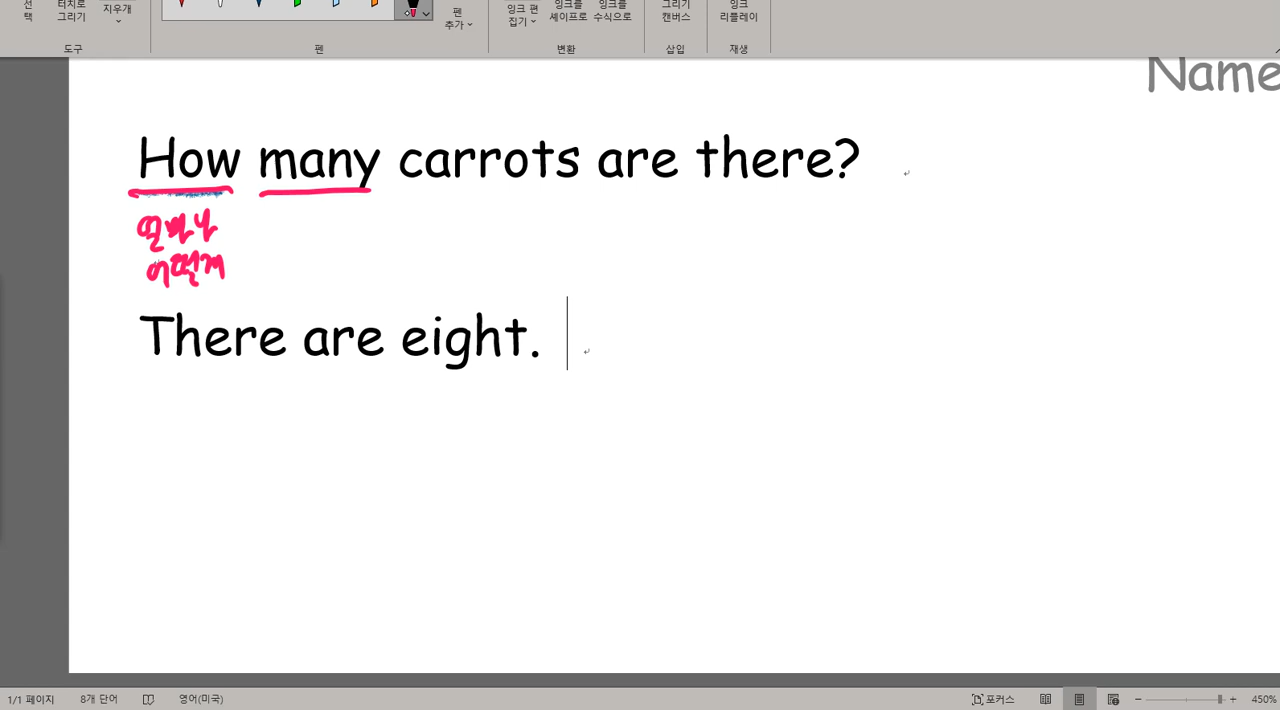 선택
터치로 그리기
지우개
펜 추가
잉크 편집기
잉크를 셰이프로
잉크를 수식으로
그리기 캔버스
잉크 리플레이
도구
펜
변환
삽입
재생
Name
How many carrots are there?
얼마나
어떻게
There are eight.
1/1 페이지
8개 단어
영어(미국)
포커스
450%